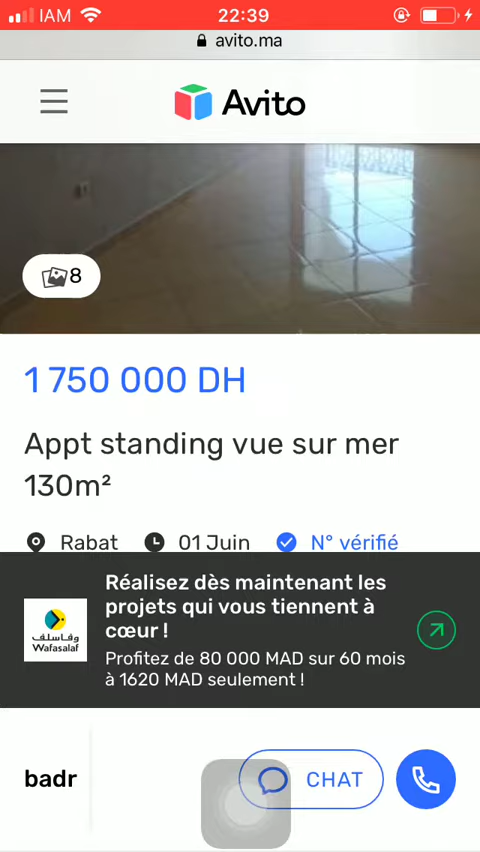 IAM 22:39
avito.ma
Avito
8
1 750 000 DH
Appt standing vue sur mer
130m²
Rabat 01 Juin N° vérifié
Réalisez dès maintenant les
projets qui vous tiennent à
cœur !
وفاسلف
Wafasalaf
Profitez de 80 000 MAD sur 60 mois
à 1620 MAD seulement !
badr CHAT